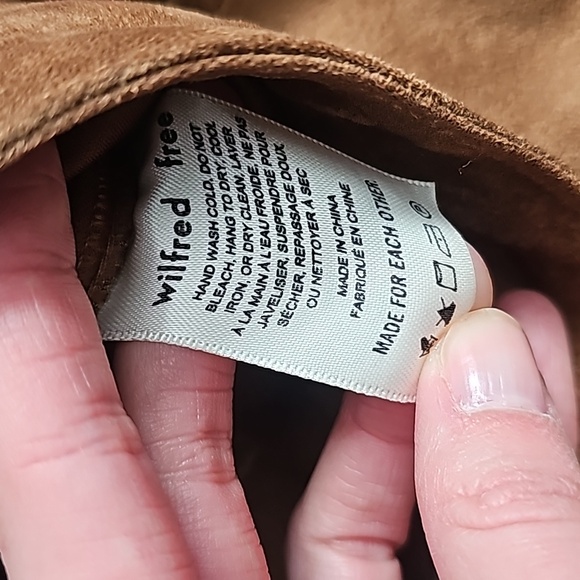 wilfred free
HAND WASH COLD, DO NOT
BLEACH, HANG TO DRY, COOL
IRON, OR DRY CLEAN. LAVER
À LA MAIN À L'EAU FROIDE, NE PAS
JAVELISER, SUSPENDRE POUR
SÉCHER, REPASSAGE DOUX,
OU NETTOYER À SEC
MADE IN CHINA
FABRIQUÉ EN CHINE
MADE FOR EACH OTHER.